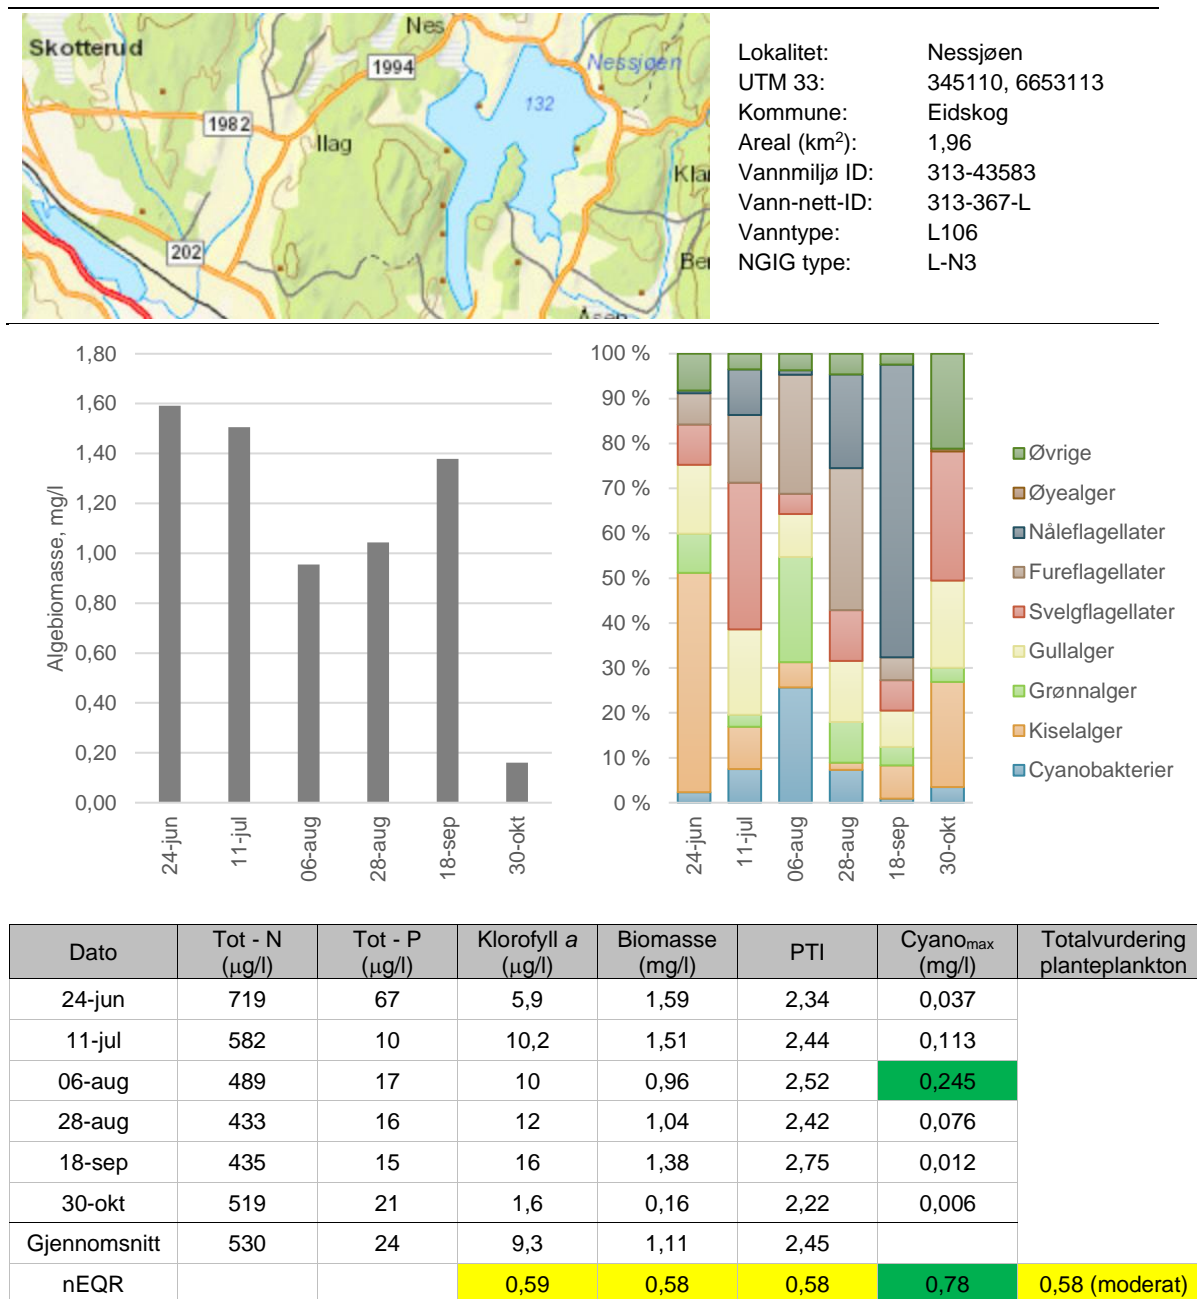 Skotterud
Nes
1994
Nessjøen
132
1982
Ilag
Kla
202
Ber
Åsen
Lokalitet: Nessjøen
UTM 33: 345110, 6653113
Kommune: Eidskog
Areal (km²): 1,96
Vannmiljø ID: 313-43583
Vann-nett-ID: 313-367-L
Vanntype: L106
NGIG type: L-N3
Algebiomasse, mg/l
1,80
1,60
1,40
1,20
1,00
0,80
0,60
0,40
0,20
0,00
24-jun 11-jul 06-aug 28-aug 18-sep 30-okt
100 %
90 %
80 %
70 %
60 %
50 %
40 %
30 %
20 %
10 %
0 %
24-jun 11-jul 06-aug 28-aug 18-sep 30-okt
Øvrige
Øyealger
Nåleflagellater
Fureflagellater
Svelgflagellater
Gullalger
Grønnalger
Kiselalger
Cyanobakterier
Dato Tot - N (µg/l) Tot - P (µg/l) Klorofyll a (µg/l) Biomasse (mg/l) PTI Cyanomax (mg/l) Totalvurdering planteplankton
24-jun 719 67 5,9 1,59 2,34 0,037
11-jul 582 10 10,2 1,51 2,44 0,113
06-aug 489 17 10 0,96 2,52 0,245
28-aug 433 16 12 1,04 2,42 0,076
18-sep 435 15 16 1,38 2,75 0,012
30-okt 519 21 1,6 0,16 2,22 0,006
Gjennomsnitt 530 24 9,3 1,11 2,45
nEQR 0,59 0,58 0,58 0,78 0,58 (moderat)